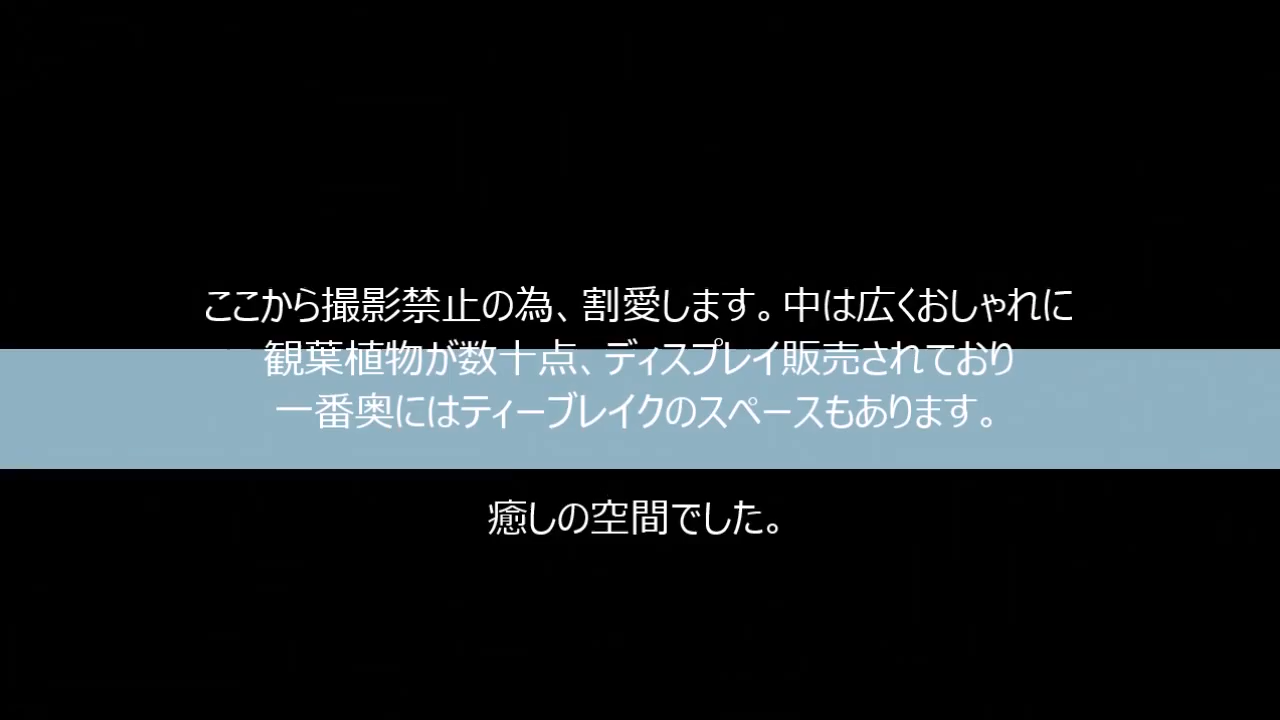 ここから撮影禁止の為、割愛します。中は広くおしゃれに
観葉植物が数十点、ディスプレイ販売されており
一番奥にはティーブレイクのスペースもあります。
癒しの空間でした。